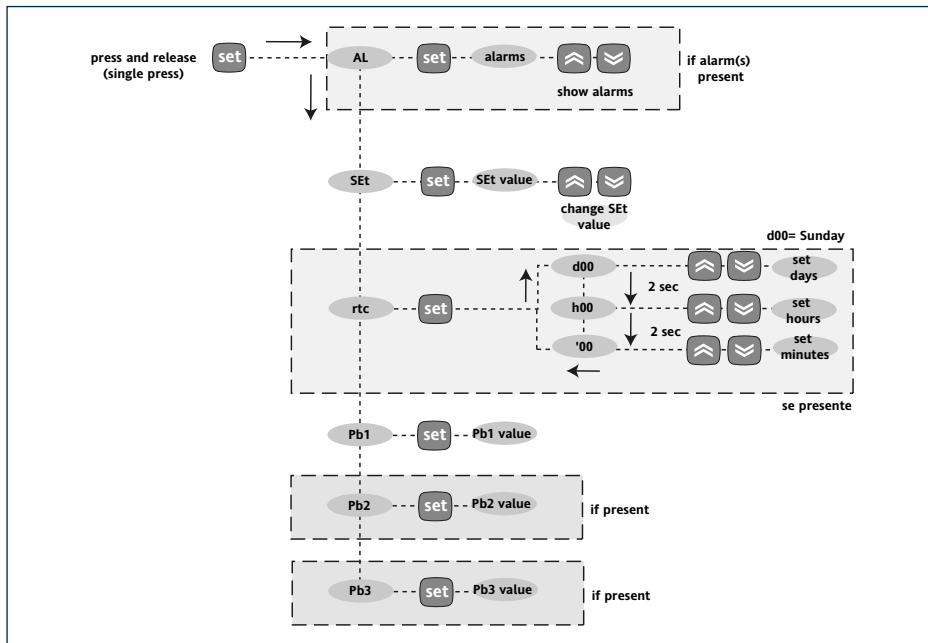 press and release
(single press)
set
AL
set
alarms
show alarms
if alarm(s)
present
SEt
set
SEt value
change SEt
value
d00= Sunday
rtc
set
d00
2 sec
set
days
h00
2 sec
set
hours
'00
set
minutes
se presente
Pb1
set
Pb1 value
Pb2
set
Pb2 value
if present
Pb3
set
Pb3 value
if present